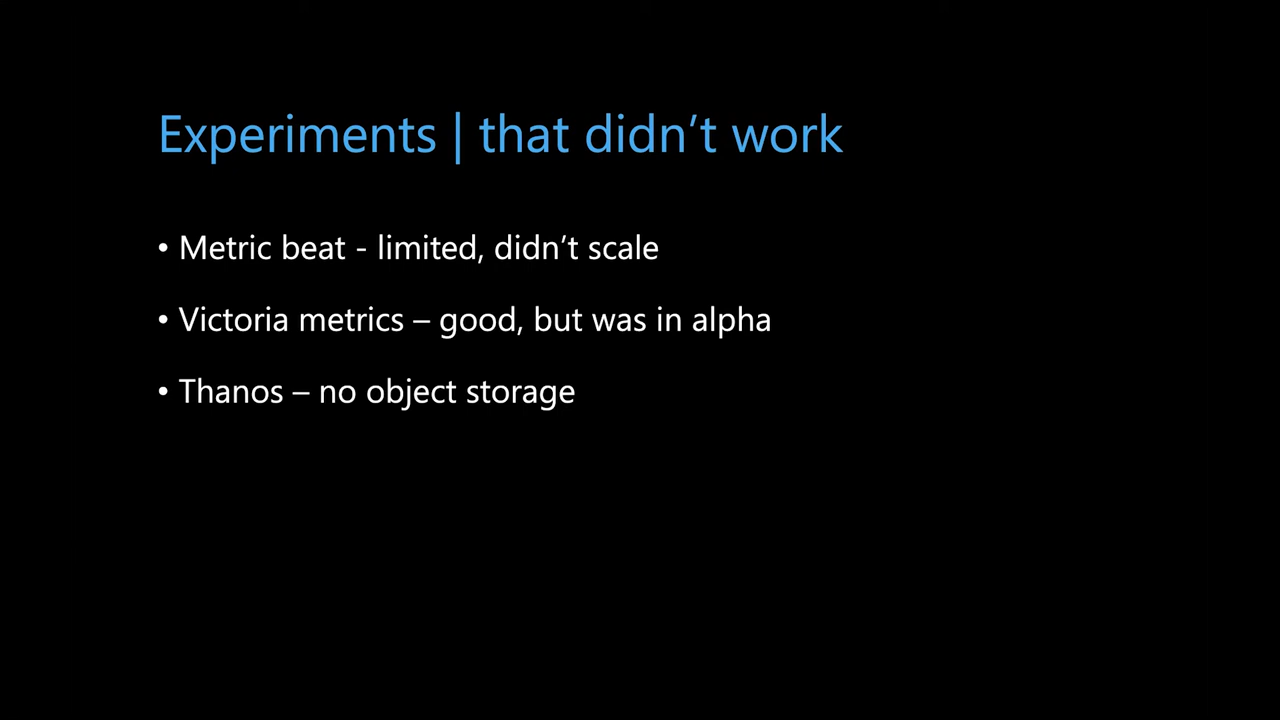 Experiments | that didn’t work
• Metric beat - limited, didn’t scale
• Victoria metrics – good, but was in alpha
• Thanos – no object storage